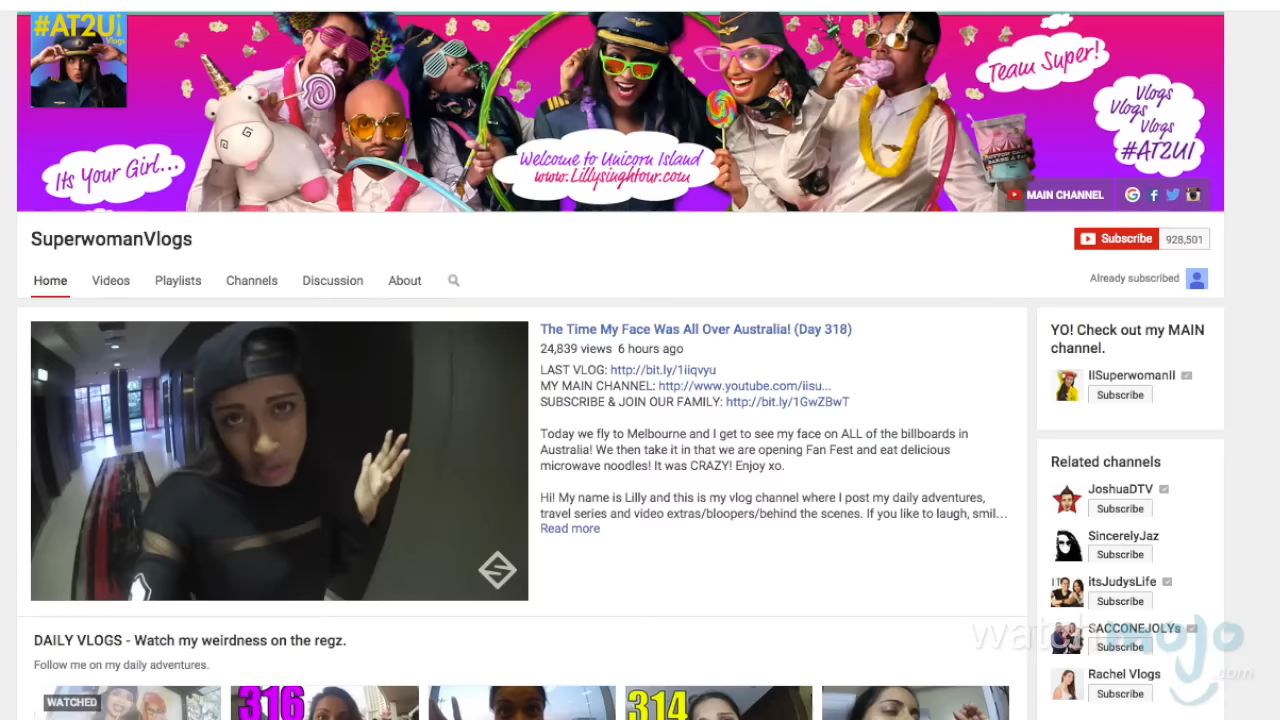 #AT2Ui
Vlogs
Team Super!
Vlogs
Vlogs
Vlogs
#AT2UI
Its Your Girl...
Welcome to Unicorn Island
www.Lillysinghtour.com
MAIN CHANNEL
SuperwomanVlogs
Subscribe 928,501
Home Videos Playlists Channels Discussion About
Already subscribed
The Time My Face Was All Over Australia! (Day 318)
24,839 views 6 hours ago
LAST VLOG: http://bit.ly/1iiqvyu
MY MAIN CHANNEL: http://www.youtube.com/iisu...
SUBSCRIBE & JOIN OUR FAMILY: http://bit.ly/1GwZBwT
Today we fly to Melbourne and I get to see my face on ALL of the billboards in
Australia! We then take it in that we are opening Fan Fest and eat delicious
microwave noodles! It was CRAZY! Enjoy xo.
Hi! My name is Lilly and this is my vlog channel where I post my daily adventures,
travel series and video extras/bloopers/behind the scenes. If you like to laugh, smil...
Read more
YO! Check out my MAIN
channel.
IISuperwomanII
Subscribe
Related channels
JoshuaDTV
Subscribe
SincerelyJaz
Subscribe
itsJudysLife
Subscribe
SACCONEJOLYs
Subscribe
Rachel Vlogs
Subscribe
watchmojo
.com
DAILY VLOGS - Watch my weirdness on the regz.
Follow me on my daily adventures.
WATCHED
316
314